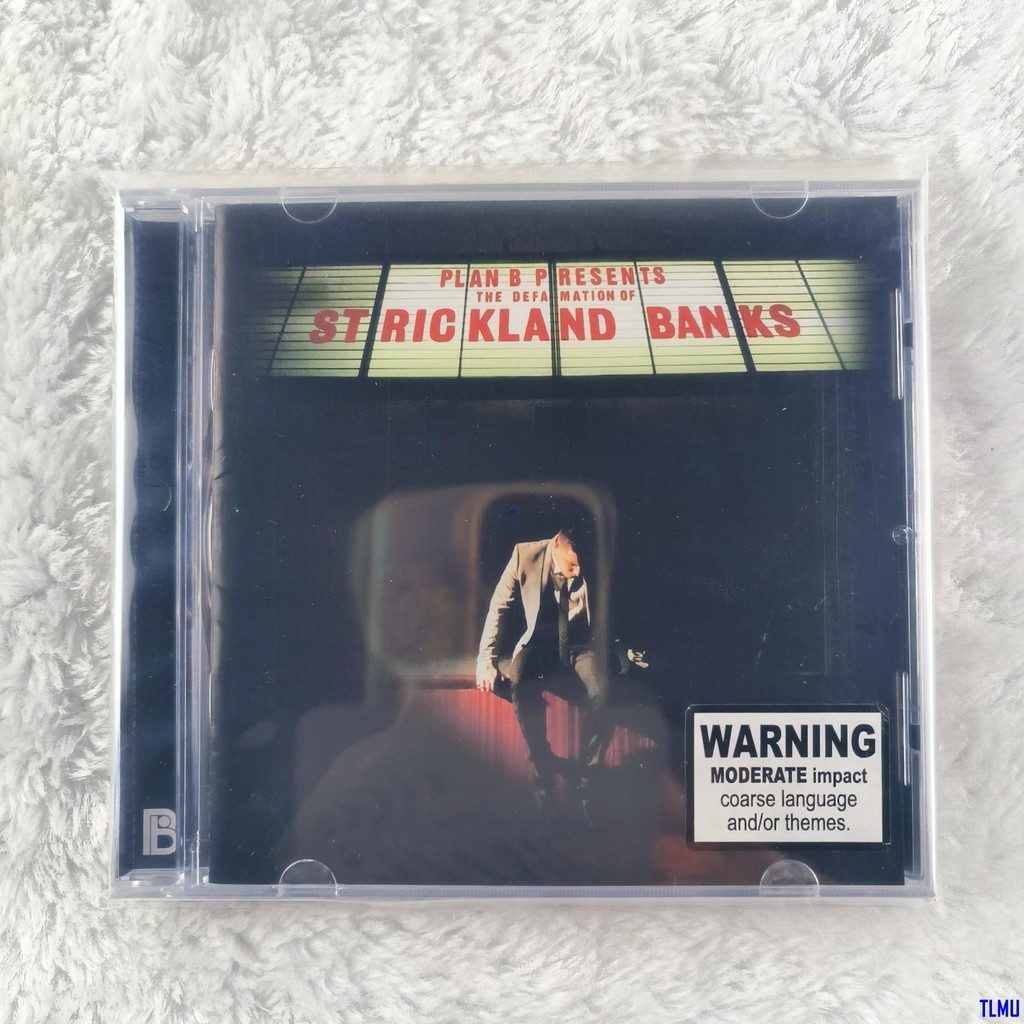 PLAN B PRESENTS
THE DEFAMATION OF
STRICKLAND BANKS
WARNING
MODERATE impact
coarse language
and/or themes.
B
TLMU